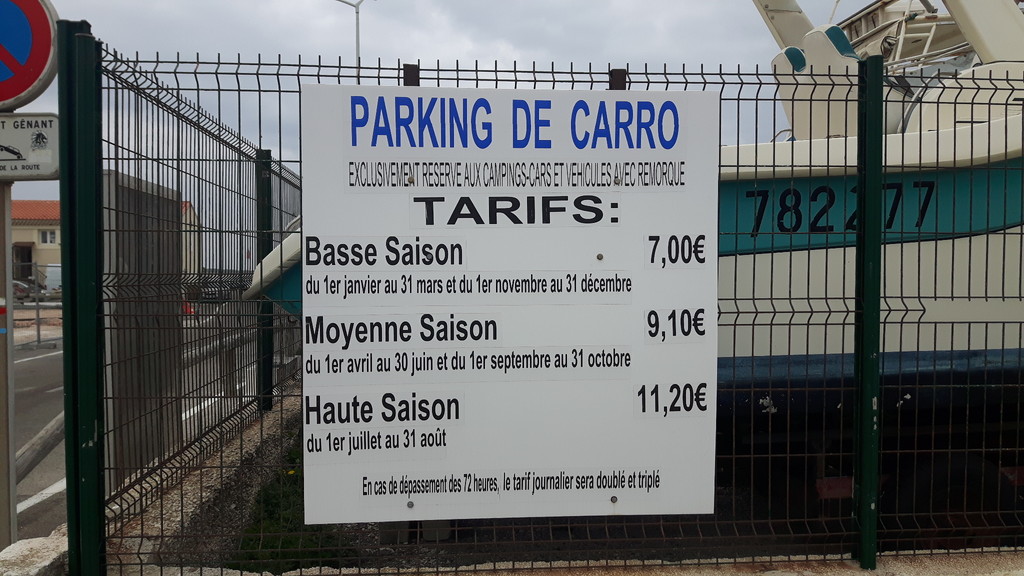 T GÊNANT
DE LA ROUTE
PARKING DE CARRO
EXCLUSIVEMENT RESERVE AUX CAMPINGS-CARS ET VEHICULES AVEC REMORQUE
TARIFS:
Basse Saison 7,00€
du 1er janvier au 31 mars et du 1er novembre au 31 décembre
Moyenne Saison 9,10€
du 1er avril au 30 juin et du 1er septembre au 31 octobre
Haute Saison 11,20€
du 1er juillet au 31 août
En cas de dépassement des 72 heures, le tarif journalier sera doublé et triplé
782277